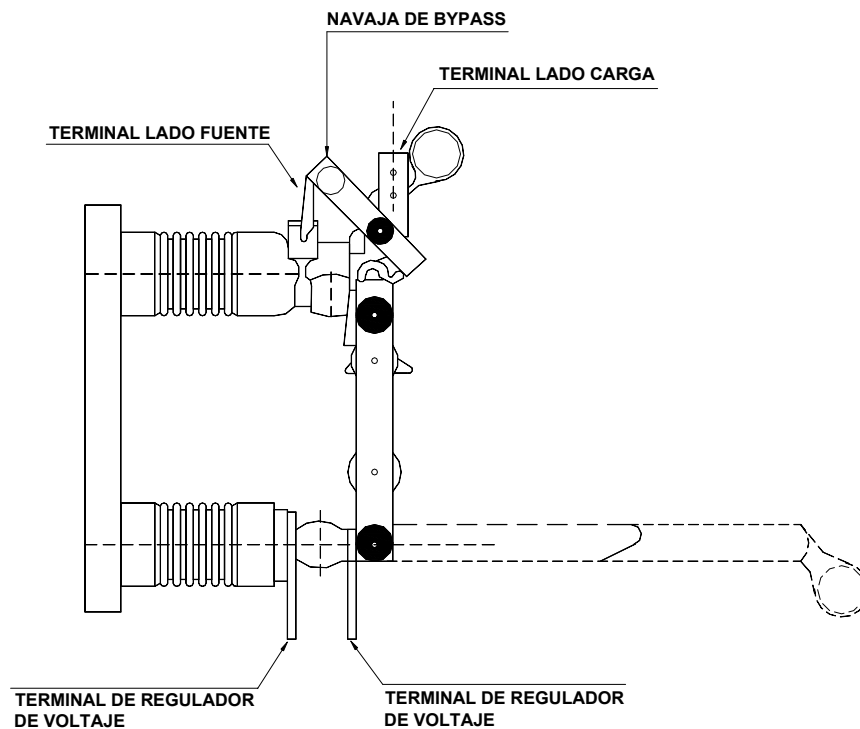 NAVAJA DE BYPASS
TERMINAL LADO CARGA
TERMINAL LADO FUENTE
TERMINAL DE REGULADOR
DE VOLTAJE
TERMINAL DE REGULADOR
DE VOLTAJE